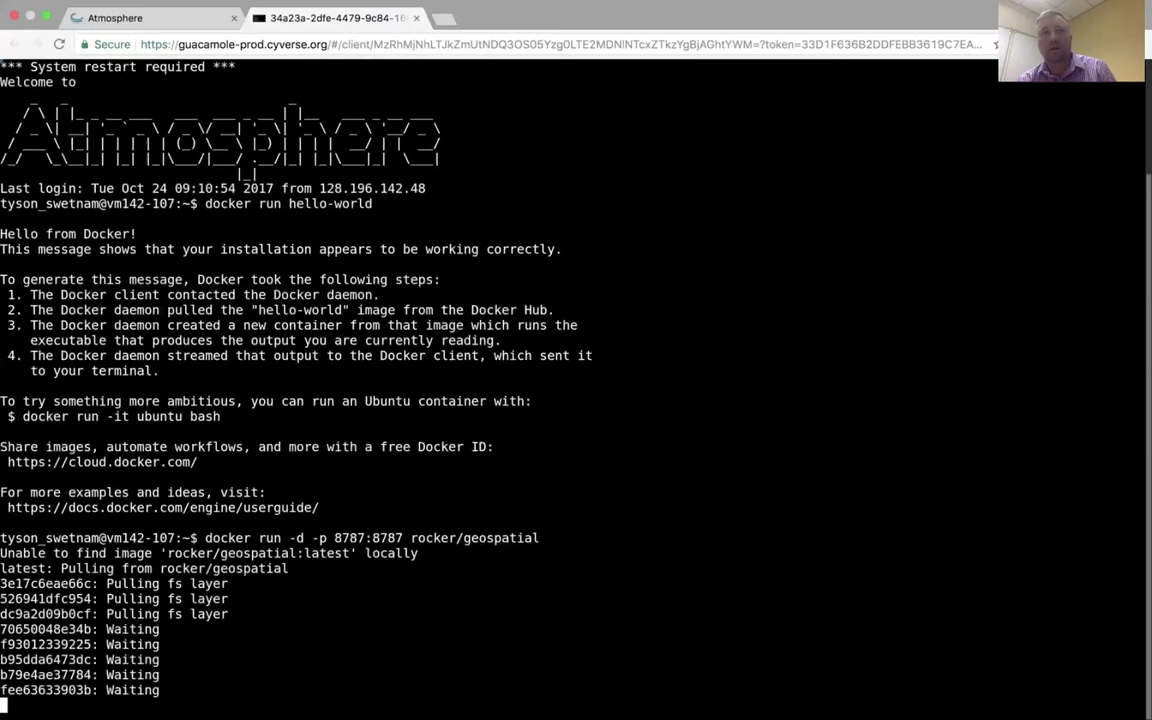 Atmosphere
34a23a-2dfe-4479-9c84-16
Secure https://guacamole-prod.cyverse.org/#/client/MzRhMjNhLTJkZmUtNDQ3OS05Yzg0LTE2MDNlNTcxZTkzYgBjAGhtYWM=?token=33D1F636B2DDFEBB3619C7EA...
*** System restart required ***
Welcome to
Atmosphere
Last login: Tue Oct 24 09:10:54 2017 from 128.196.142.48
tyson_swetnam@vm142-107:~$ docker run hello-world
Hello from Docker!
This message shows that your installation appears to be working correctly.
To generate this message, Docker took the following steps:
1. The Docker client contacted the Docker daemon.
2. The Docker daemon pulled the "hello-world" image from the Docker Hub.
3. The Docker daemon created a new container from that image which runs the
executable that produces the output you are currently reading.
4. The Docker daemon streamed that output to the Docker client, which sent it
to your terminal.
To try something more ambitious, you can run an Ubuntu container with:
$ docker run -it ubuntu bash
Share images, automate workflows, and more with a free Docker ID:
https://cloud.docker.com/
For more examples and ideas, visit:
https://docs.docker.com/engine/userguide/
tyson_swetnam@vm142-107:~$ docker run -d -p 8787:8787 rocker/geospatial
Unable to find image 'rocker/geospatial:latest' locally
latest: Pulling from rocker/geospatial
3e17c6eae66c: Pulling fs layer
526941dfc954: Pulling fs layer
dc9a2d09b0cf: Pulling fs layer
70650048e34b: Waiting
f93012339225: Waiting
b95dda6473dc: Waiting
b79e4ae37784: Waiting
fee63633903b: Waiting